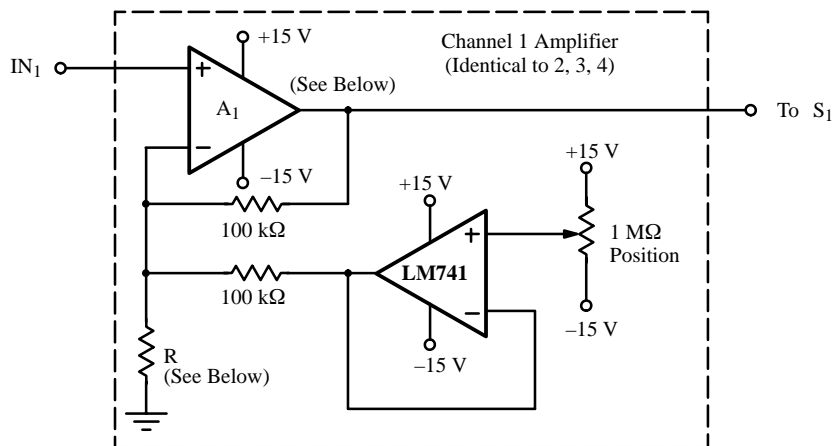 +15 V
Channel 1 Amplifier
(Identical to 2, 3, 4)
IN1
+
(See Below)
A1
To S1
–
–15 V
+15 V
+15 V
100 kΩ
+
1 MΩ
Position
LM741
100 kΩ
–
–15 V
–15 V
R
(See Below)